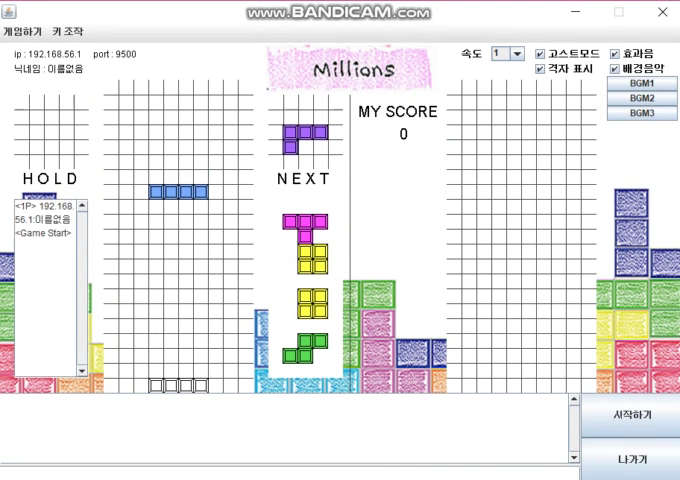 www.BANDICAM.com
게임하기 키 조작
ip : 192.168.56.1 port : 9500
닉네임 : 이름없음
Millions
속도 1
고스트모드 효과음
격자 표시 배경음악
BGM1
BGM2
BGM3
MY SCORE
0
HOLD
NEXT
<1P> 192.168.
56.1:이름없음
<Game Start>
시작하기
나가기